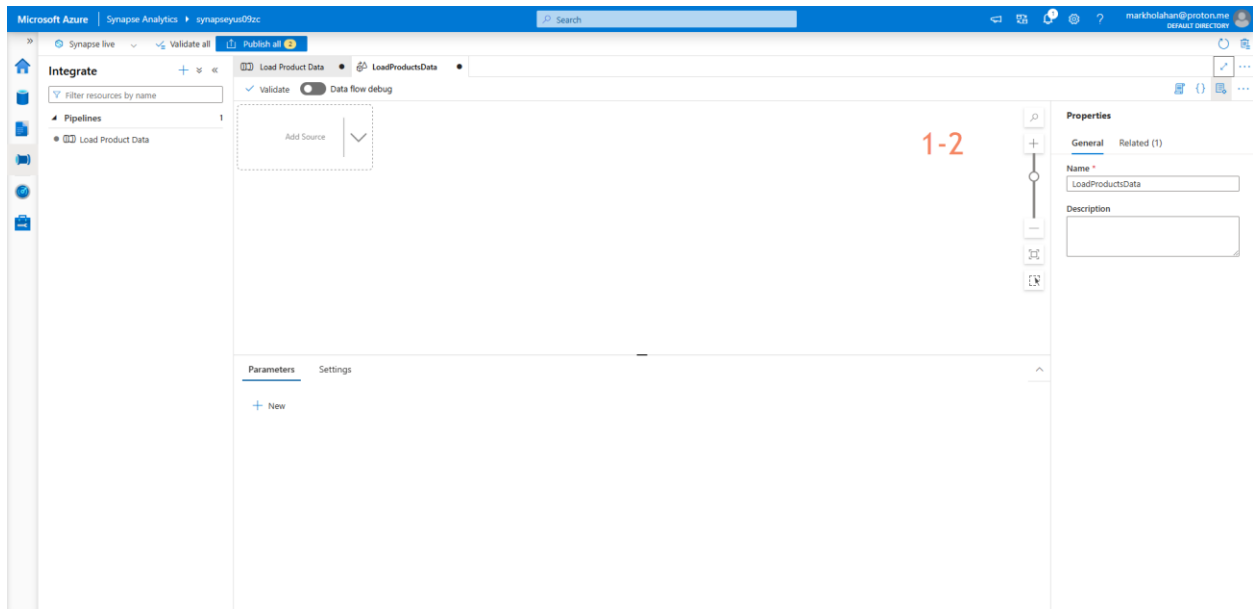 Microsoft Azure | Synapse Analytics ▸ synapseyus09zc
Search
1
?
markholahan@proton.me
DEFAULT DIRECTORY
Synapse live
Validate all
Publish all 2
Integrate
Filter resources by name
Pipelines 1
Load Product Data
Load Product Data
LoadProductsData
Validate
Data flow debug
Add Source
1-2
Parameters
Settings
New
Properties
General
Related (1)
Name *
LoadProductsData
Description